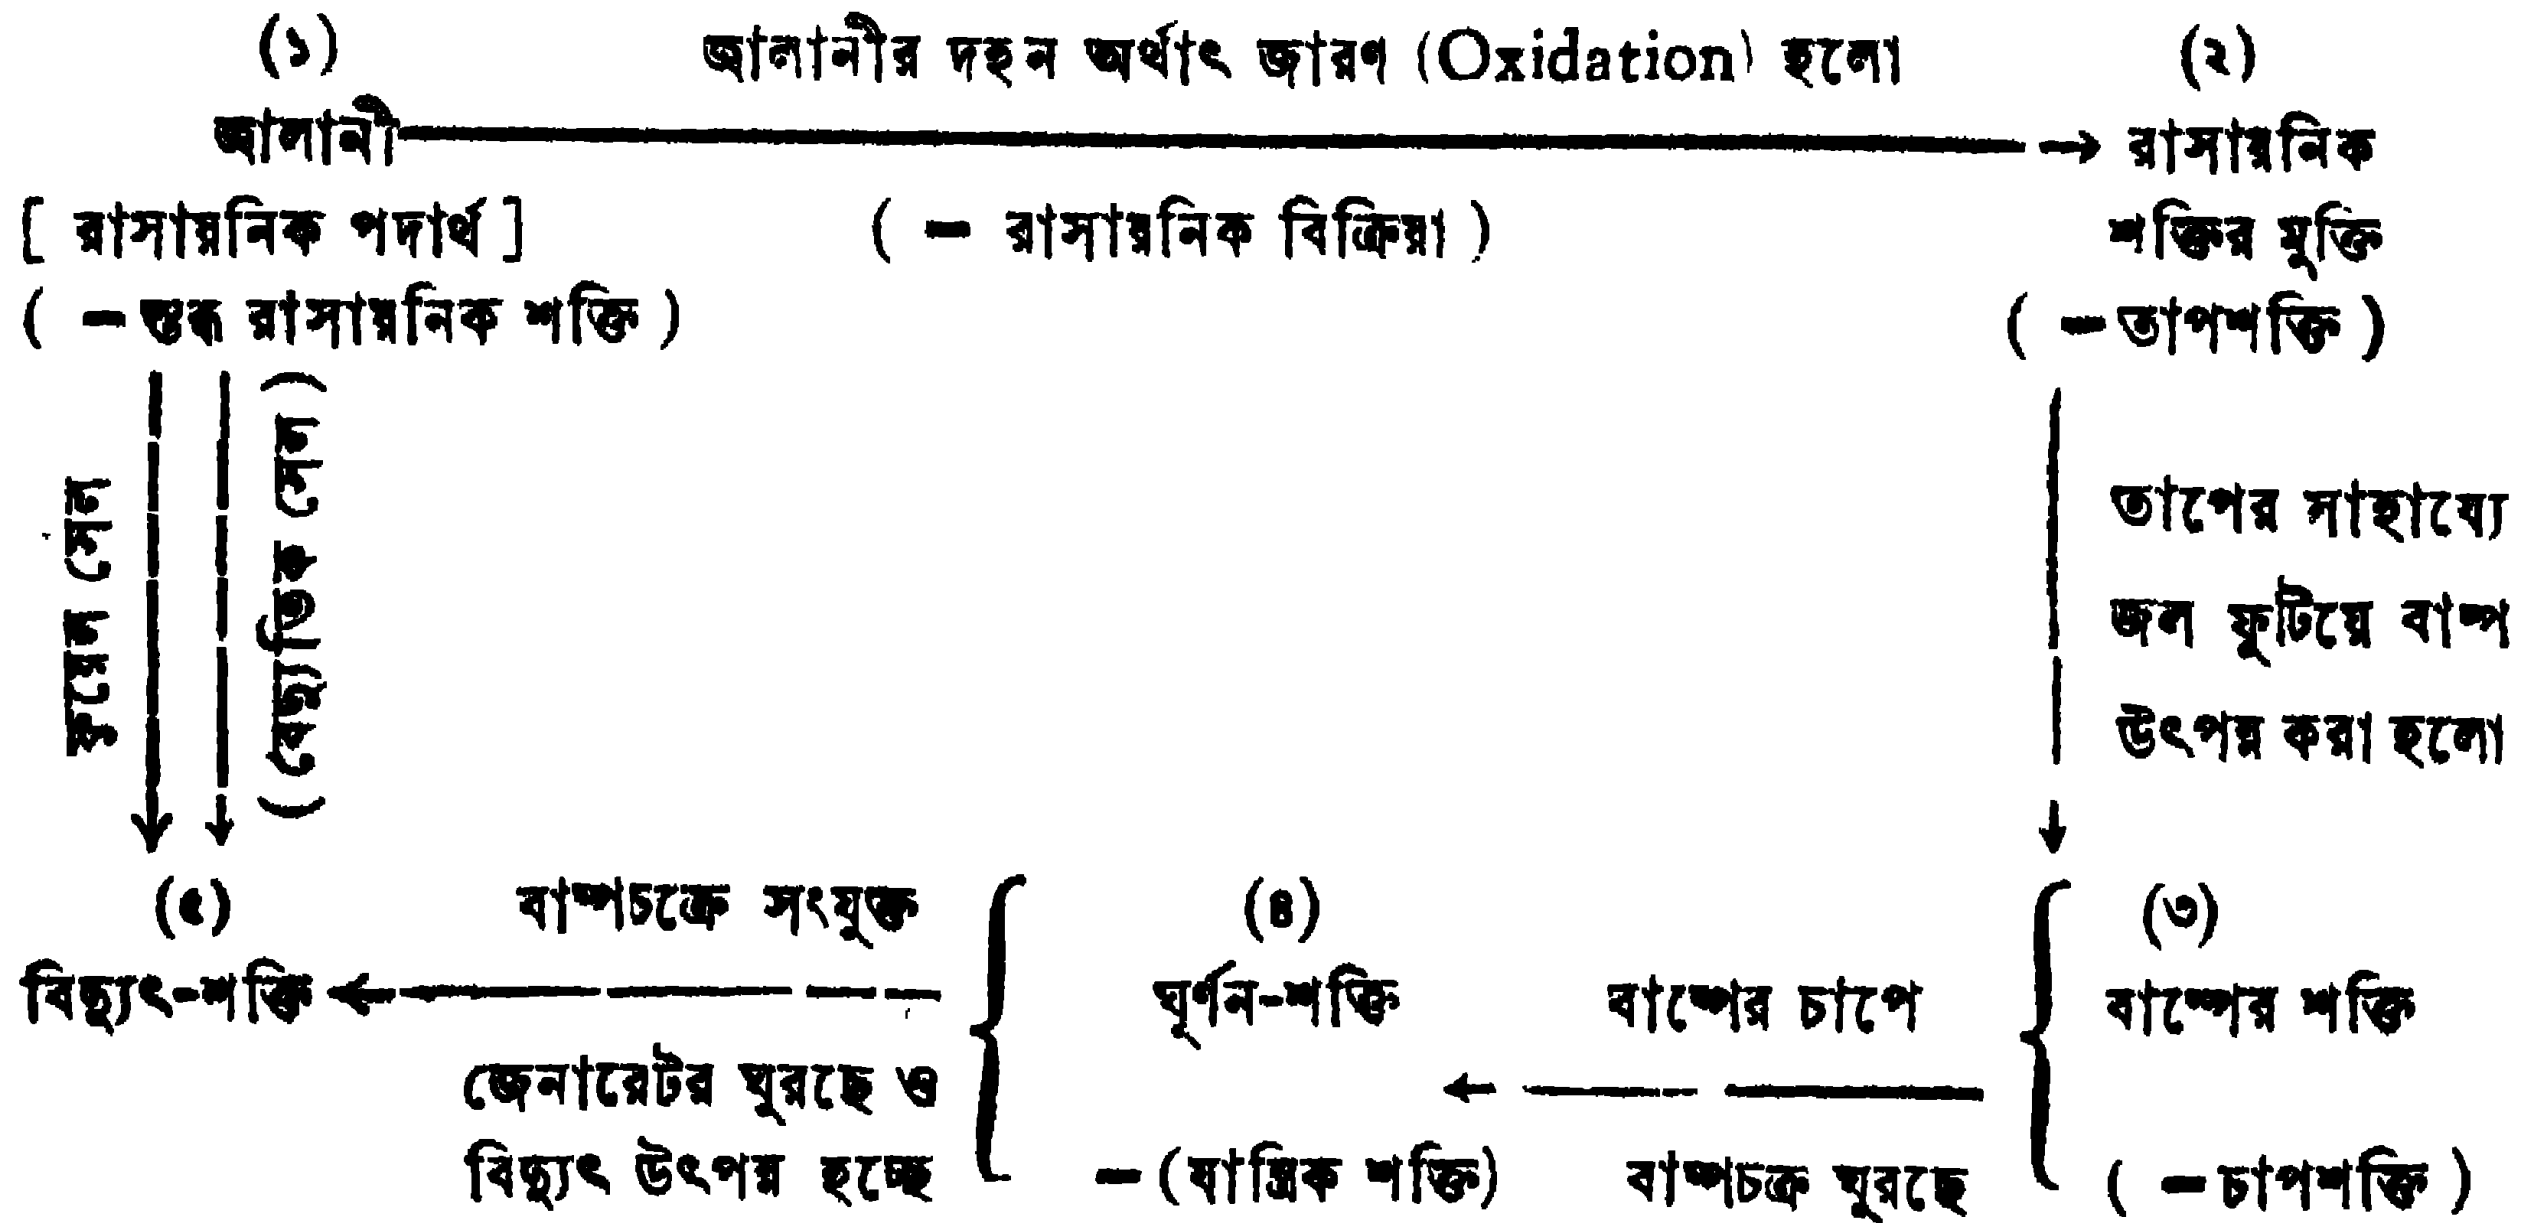 (১) জ্বালানীর দহন অর্থাৎ জারণ (Oxidation) হলো (২)
জ্বালানী → রাসায়নিক
[ রাসায়নিক পদার্থ ] ( = রাসায়নিক বিক্রিয়া ) শক্তির মুক্তি
( = শুদ্ধ রাসায়নিক শক্তি ) ( = তাপশক্তি )
ফুয়েল সেল
(বৈদ্যুতিক সেল)
তাপের সাহায্যে
জল ফুটিয়ে বাষ্প
উৎপন্ন করা হলো
(৫) বাষ্পচক্রে সংযুক্ত (৪) (৩)
বিদ্যুৎ-শক্তি ← ঘূর্ণন-শক্তি বাষ্পের চাপে বাষ্পের শক্তি
জেনারেটর ঘুরছে ও ←
বিদ্যুৎ উৎপন্ন হচ্ছে = (যান্ত্রিক শক্তি) বাষ্পচক্র ঘুরছে ( = চাপশক্তি )